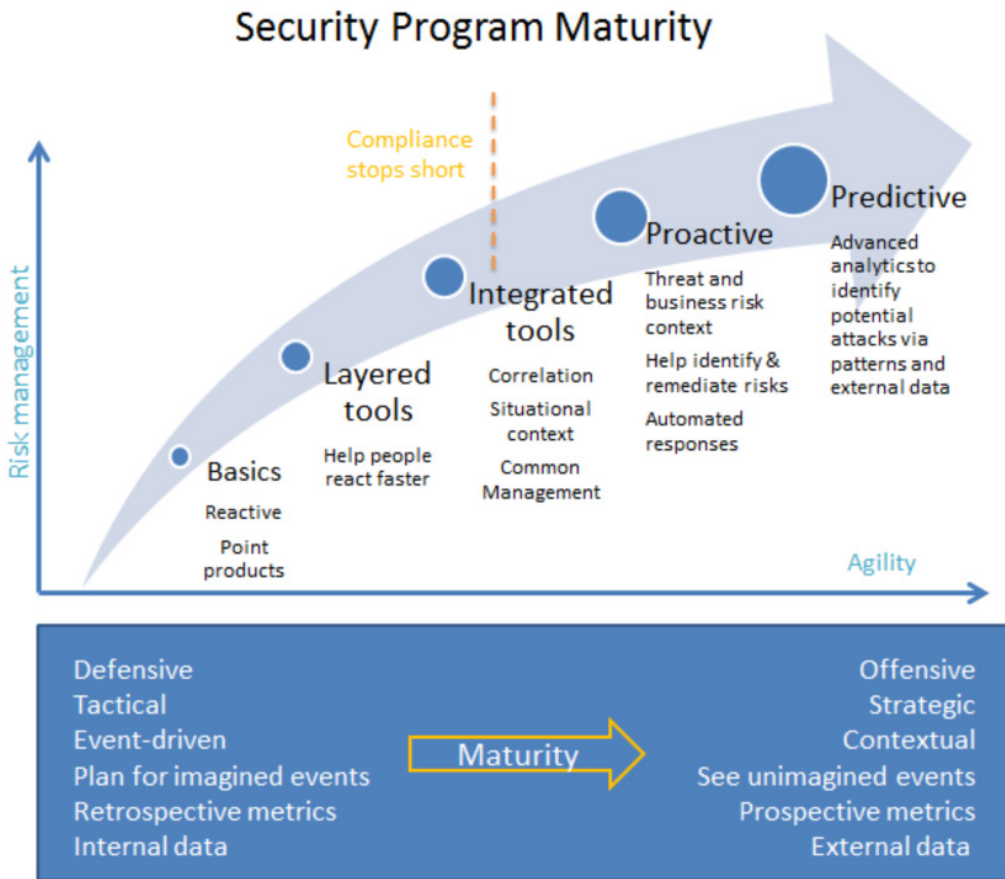 Security Program Maturity
Compliance
stops short
Risk management
Predictive
Advanced
analytics to
identify
potential
attacks via
patterns and
external data
Proactive
Threat and
business risk
context
Help identify &
remediate risks
Automated
responses
Integrated
tools
Correlation
Situational
context
Common
Management
Layered
tools
Help people
react faster
Basics
Reactive
Point
products
Agility
Defensive
Tactical
Event-driven
Plan for imagined events
Retrospective metrics
Internal data
Maturity
Offensive
Strategic
Contextual
See unimagined events
Prospective metrics
External data